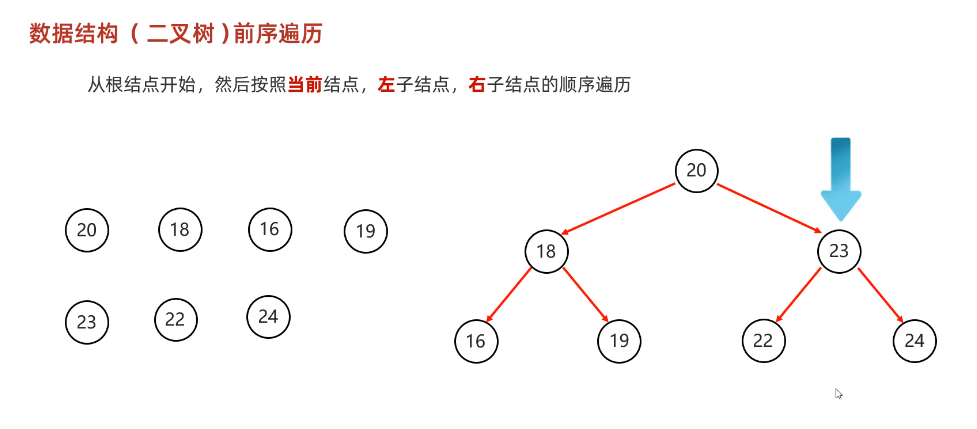 数据结构（二叉树)前序遍历
从根结点开始，然后按照当前结点，左子结点，右子结点的顺序遍历
20 18 16 19
23 22 24
20
18 23
16 19 22 24